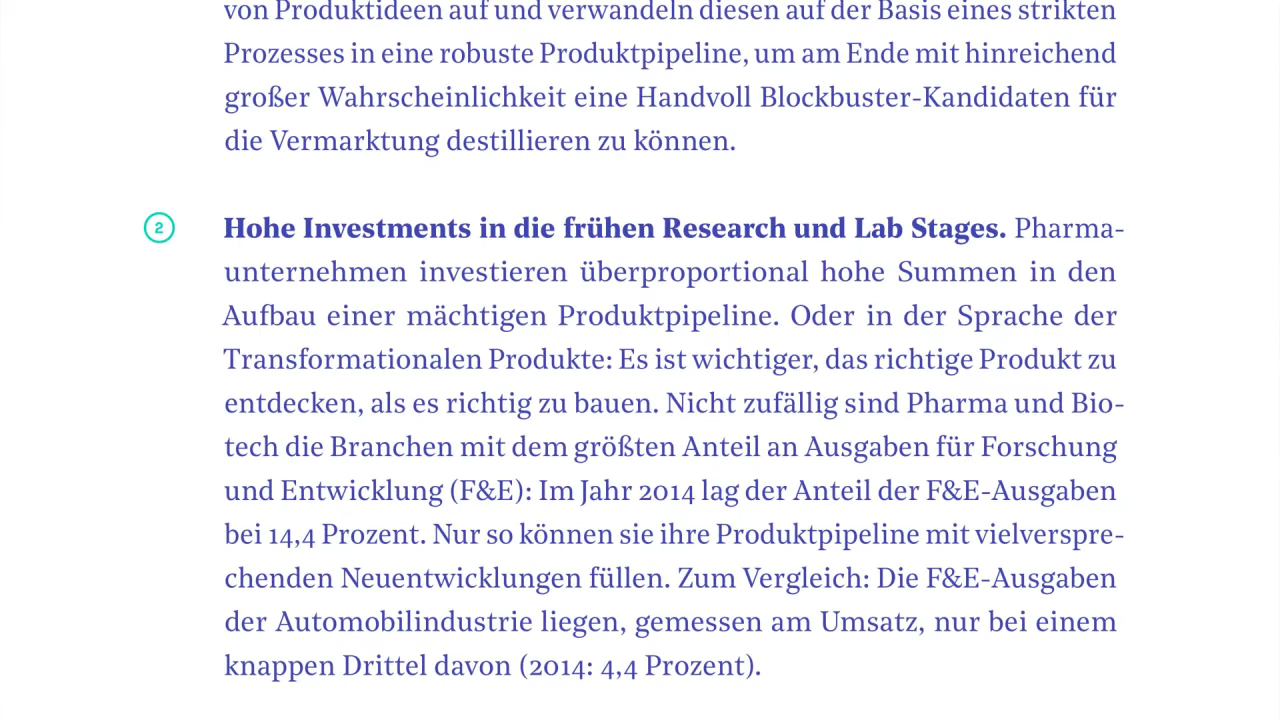 von Produktideen auf und verwandeln diesen auf der Basis eines strikten
Prozesses in eine robuste Produktpipeline, um am Ende mit hinreichend
großer Wahrscheinlichkeit eine Handvoll Blockbuster-Kandidaten für
die Vermarktung destillieren zu können.
2 Hohe Investments in die frühen Research und Lab Stages. Pharma-
unternehmen investieren überproportional hohe Summen in den
Aufbau einer mächtigen Produktpipeline. Oder in der Sprache der
Transformationalen Produkte: Es ist wichtiger, das richtige Produkt zu
entdecken, als es richtig zu bauen. Nicht zufällig sind Pharma und Bio-
tech die Branchen mit dem größten Anteil an Ausgaben für Forschung
und Entwicklung (F&E): Im Jahr 2014 lag der Anteil der F&E-Ausgaben
bei 14,4 Prozent. Nur so können sie ihre Produktpipeline mit vielverspre-
chenden Neuentwicklungen füllen. Zum Vergleich: Die F&E-Ausgaben
der Automobilindustrie liegen, gemessen am Umsatz, nur bei einem
knappen Drittel davon (2014: 4,4 Prozent).